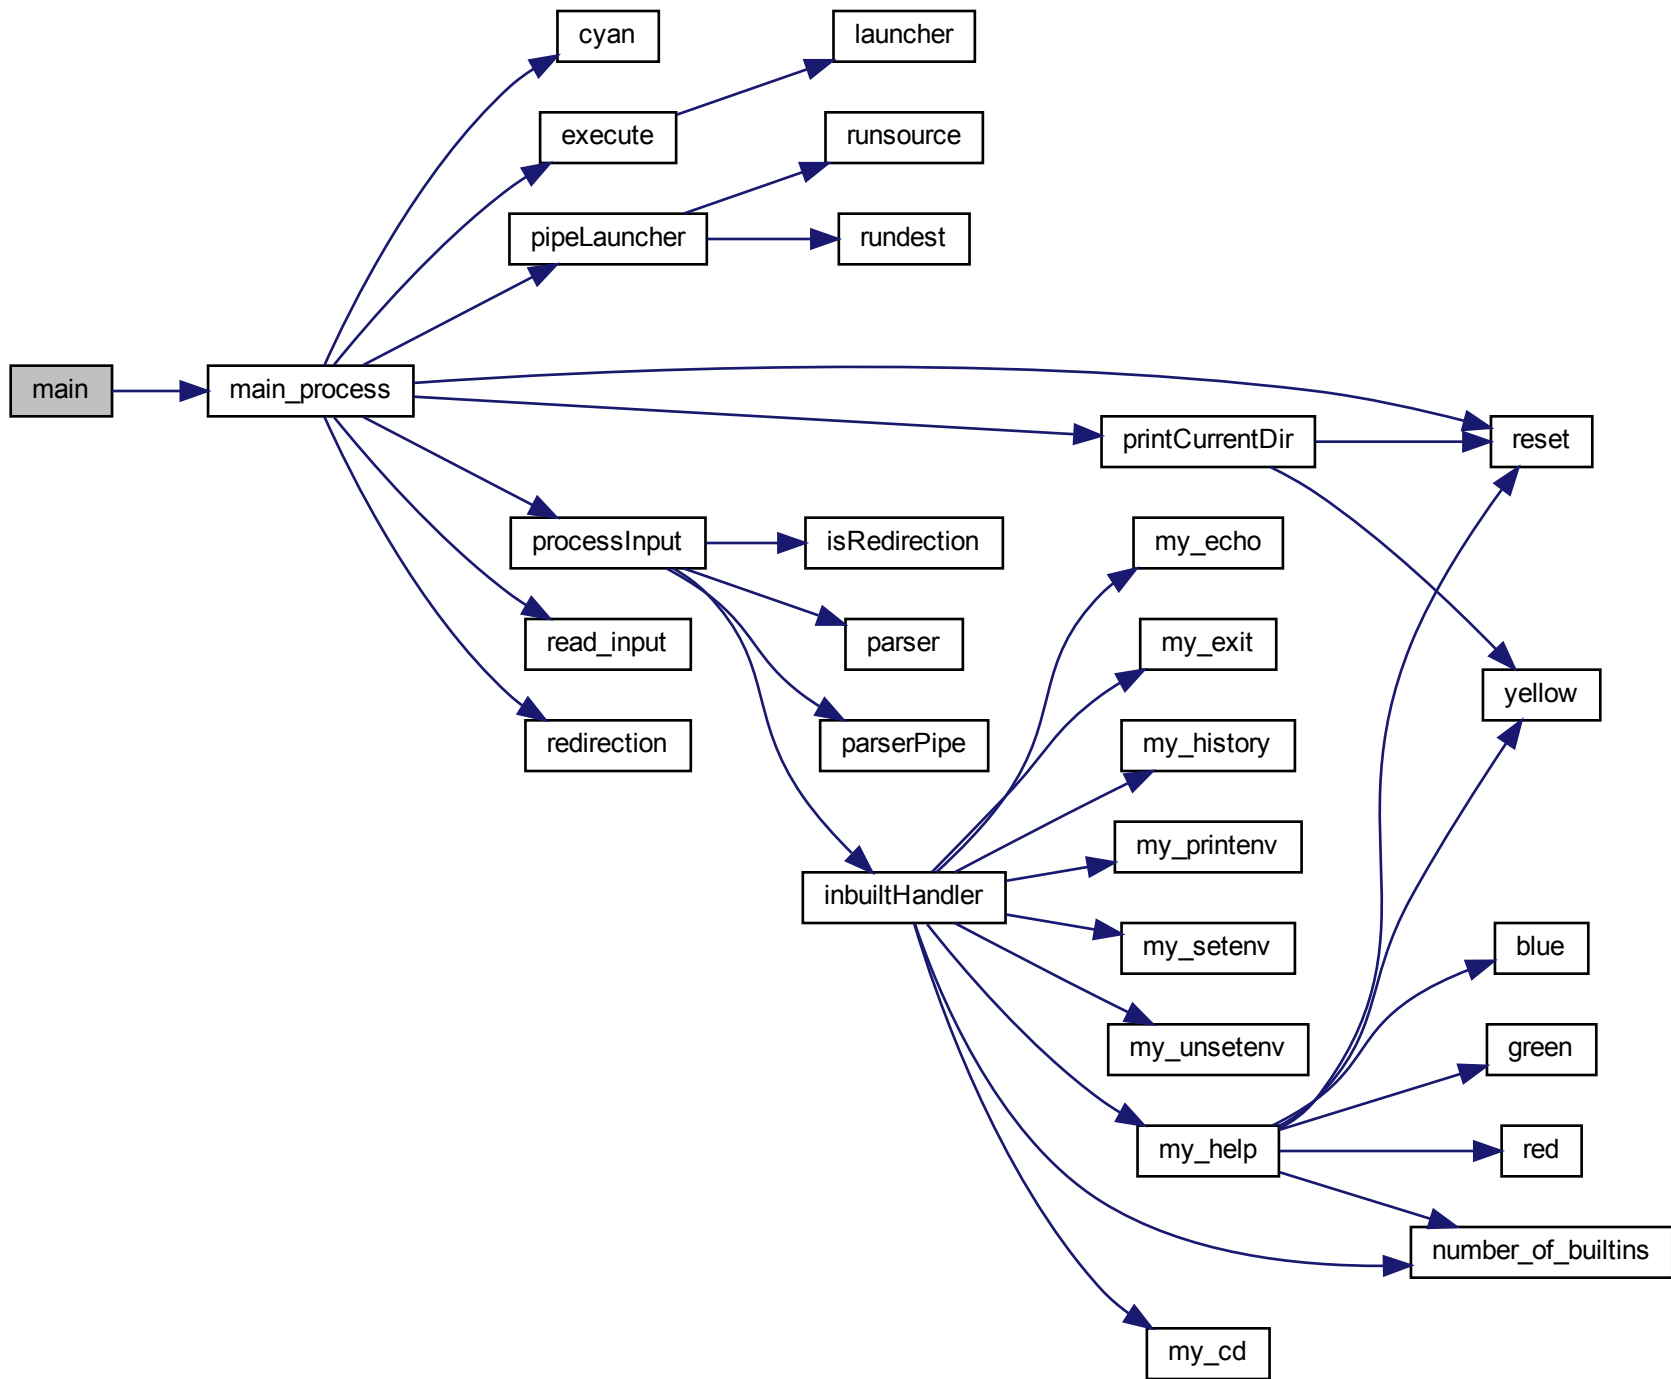 cyan
launcher
execute
runsource
pipeLauncher
rundest
main
main_process
printCurrentDir
reset
processInput
isRedirection
my_echo
read_input
parser
my_exit
yellow
redirection
parserPipe
my_history
my_printenv
inbuiltHandler
my_setenv
blue
my_unsetenv
green
my_help
red
number_of_builtins
my_cd